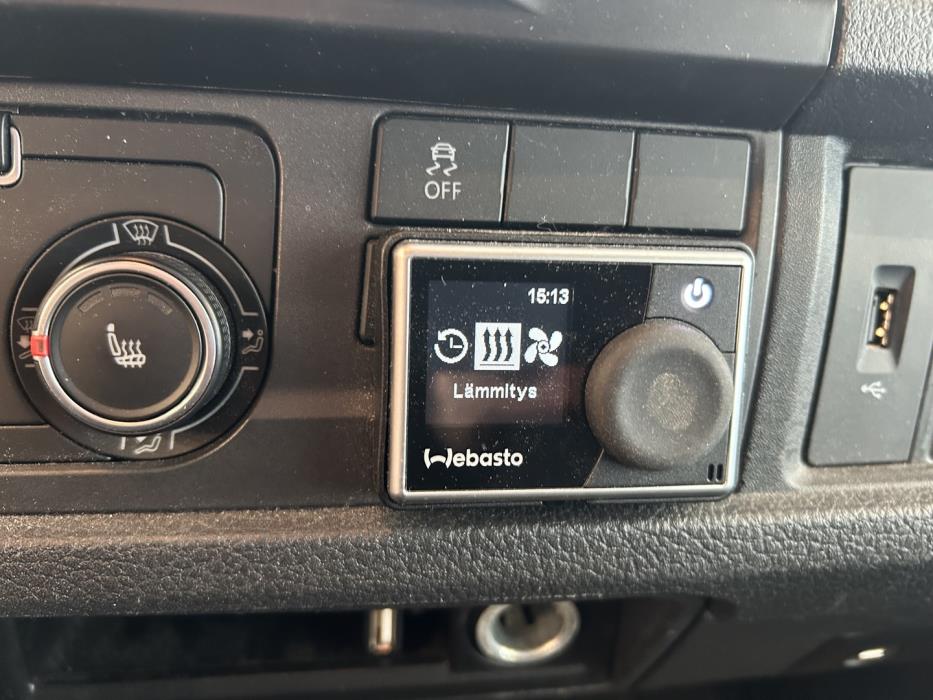 OFF
15:13
Lämmitys
Webasto